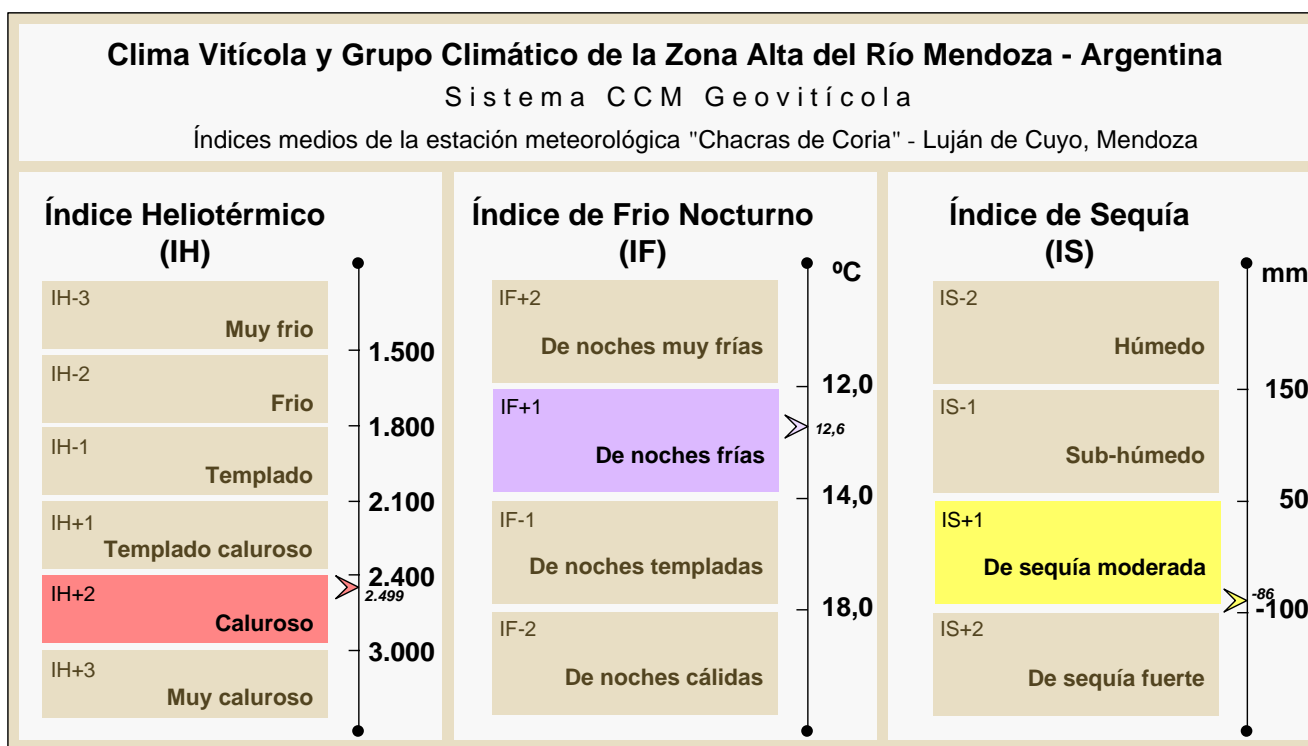 Clima Vitícola y Grupo Climático de la Zona Alta del Río Mendoza - Argentina
Sistema CCM Geovitícola
Índices medios de la estación meteorológica "Chacras de Coria" - Luján de Cuyo, Mendoza
Índice Heliotérmico
(IH)
IH-3
Muy frio
1.500
IH-2
Frio
1.800
IH-1
Templado
2.100
IH+1
Templado caluroso
2.400
IH+2
2.499
Caluroso
3.000
IH+3
Muy caluroso
Índice de Frio Nocturno
(IF)
ºC
IF+2
De noches muy frías
12,0
IF+1
12,6
De noches frías
14,0
IF-1
De noches templadas
18,0
IF-2
De noches cálidas
Índice de Sequía
(IS)
mm
IS-2
Húmedo
150
IS-1
Sub-húmedo
50
IS+1
De sequía moderada
-86
-100
IS+2
De sequía fuerte